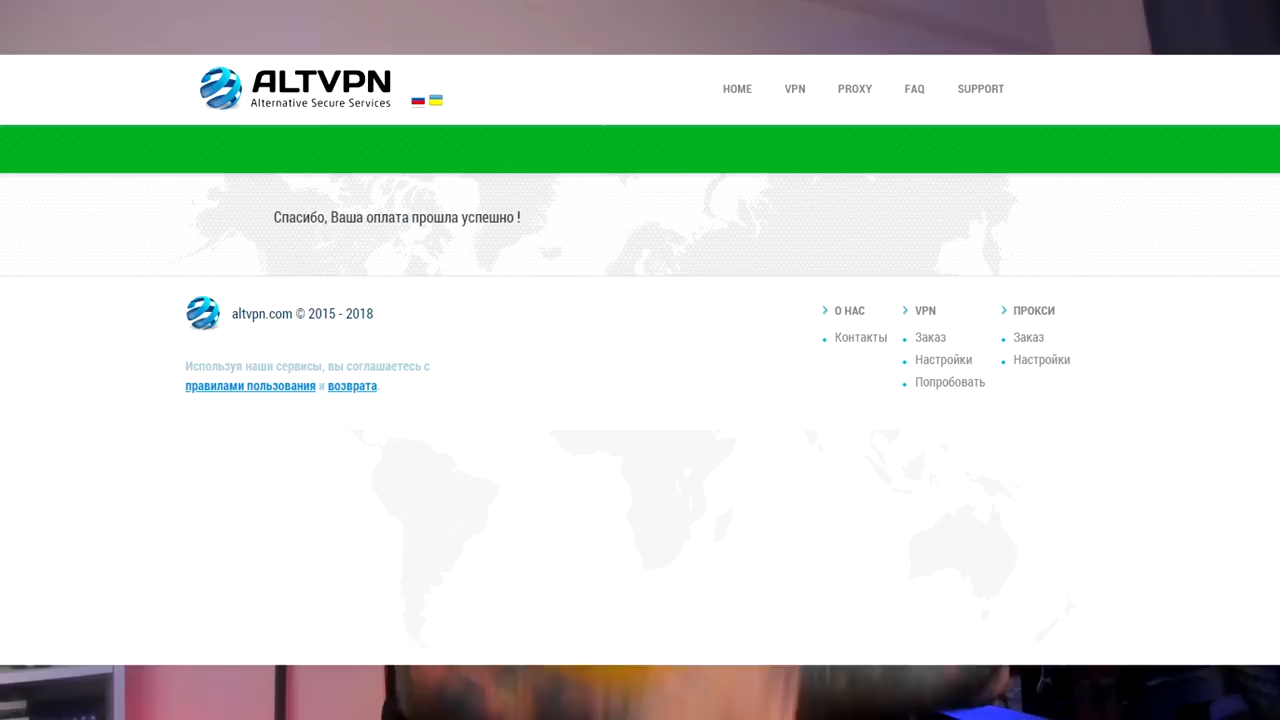 ALTVPN
Alternative Secure Services
HOME VPN PROXY FAQ SUPPORT
Спасибо, Ваша оплата прошла успешно !
altvpn.com © 2015 - 2018
Используя наши сервисы, вы соглашаетесь с
правилами пользования и возврата.
О НАС
Контакты
VPN
Заказ
Настройки
Попробовать
ПРОКСИ
Заказ
Настройки